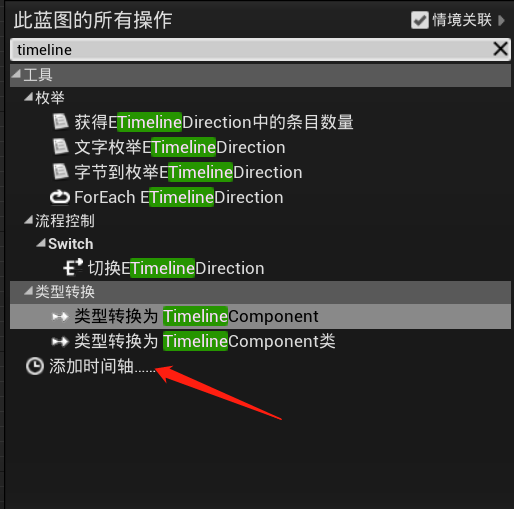 此蓝图的所有操作 情境关联
timeline
工具
枚举
获得ETimelineDirection中的条目数量
文字枚举ETimelineDirection
字节到枚举ETimelineDirection
ForEach ETimelineDirection
流程控制
Switch
切换ETimelineDirection
类型转换
类型转换为 TimelineComponent
类型转换为 TimelineComponent类
添加时间轴......